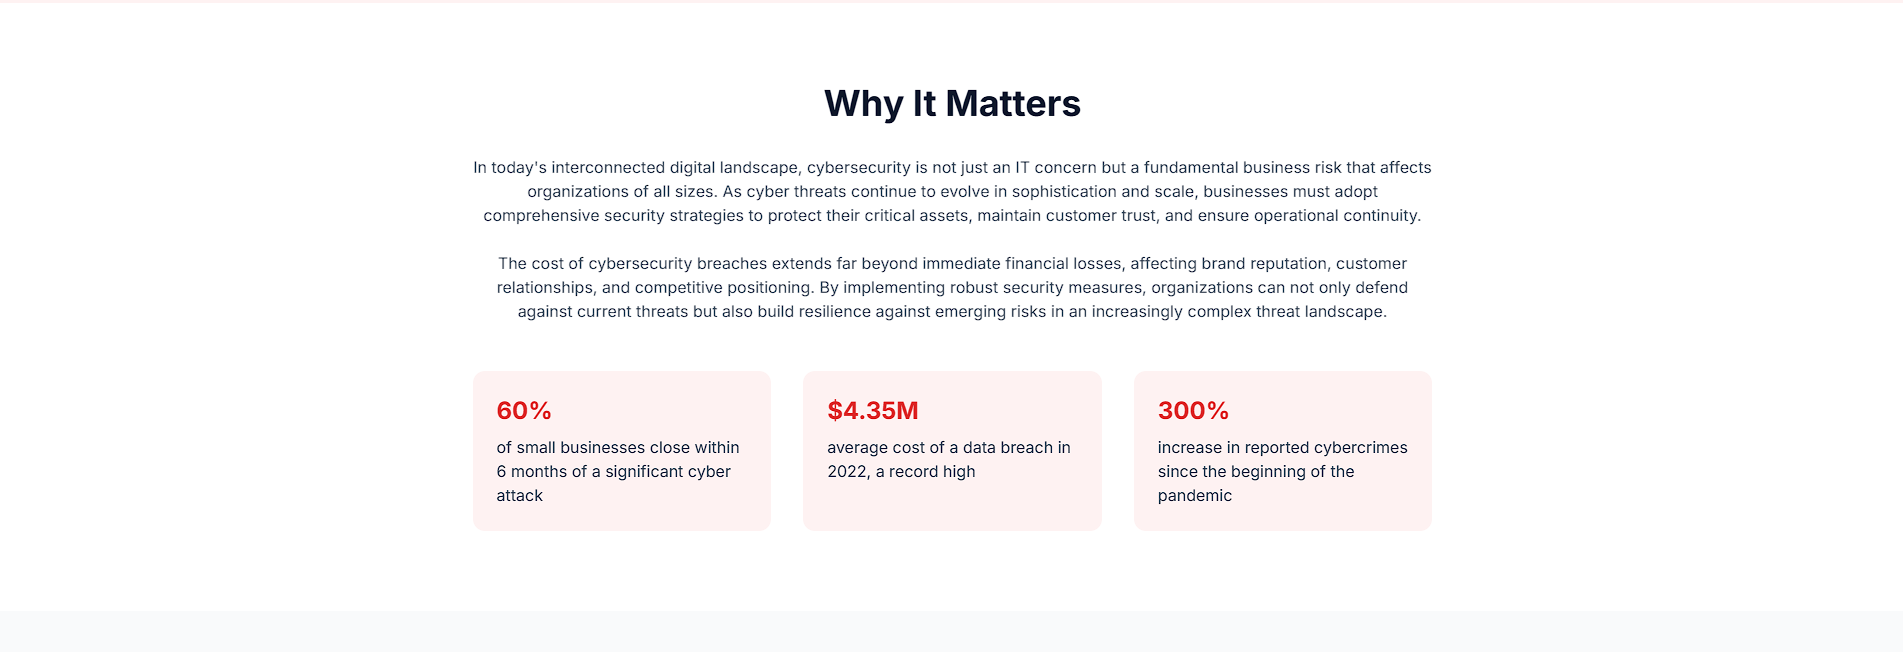 Why It Matters
In today's interconnected digital landscape, cybersecurity is not just an IT concern but a fundamental business risk that affects
organizations of all sizes. As cyber threats continue to evolve in sophistication and scale, businesses must adopt
comprehensive security strategies to protect their critical assets, maintain customer trust, and ensure operational continuity.
The cost of cybersecurity breaches extends far beyond immediate financial losses, affecting brand reputation, customer
relationships, and competitive positioning. By implementing robust security measures, organizations can not only defend
against current threats but also build resilience against emerging risks in an increasingly complex threat landscape.
60%
of small businesses close within
6 months of a significant cyber
attack
$4.35M
average cost of a data breach in
2022, a record high
300%
increase in reported cybercrimes
since the beginning of the
pandemic